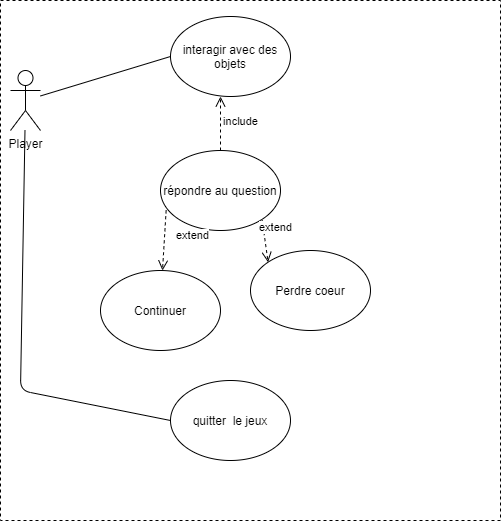 interagir avec des
objets
Player
include
répondre au question
extend
extend
Continuer
Perdre coeur
quitter  le jeux